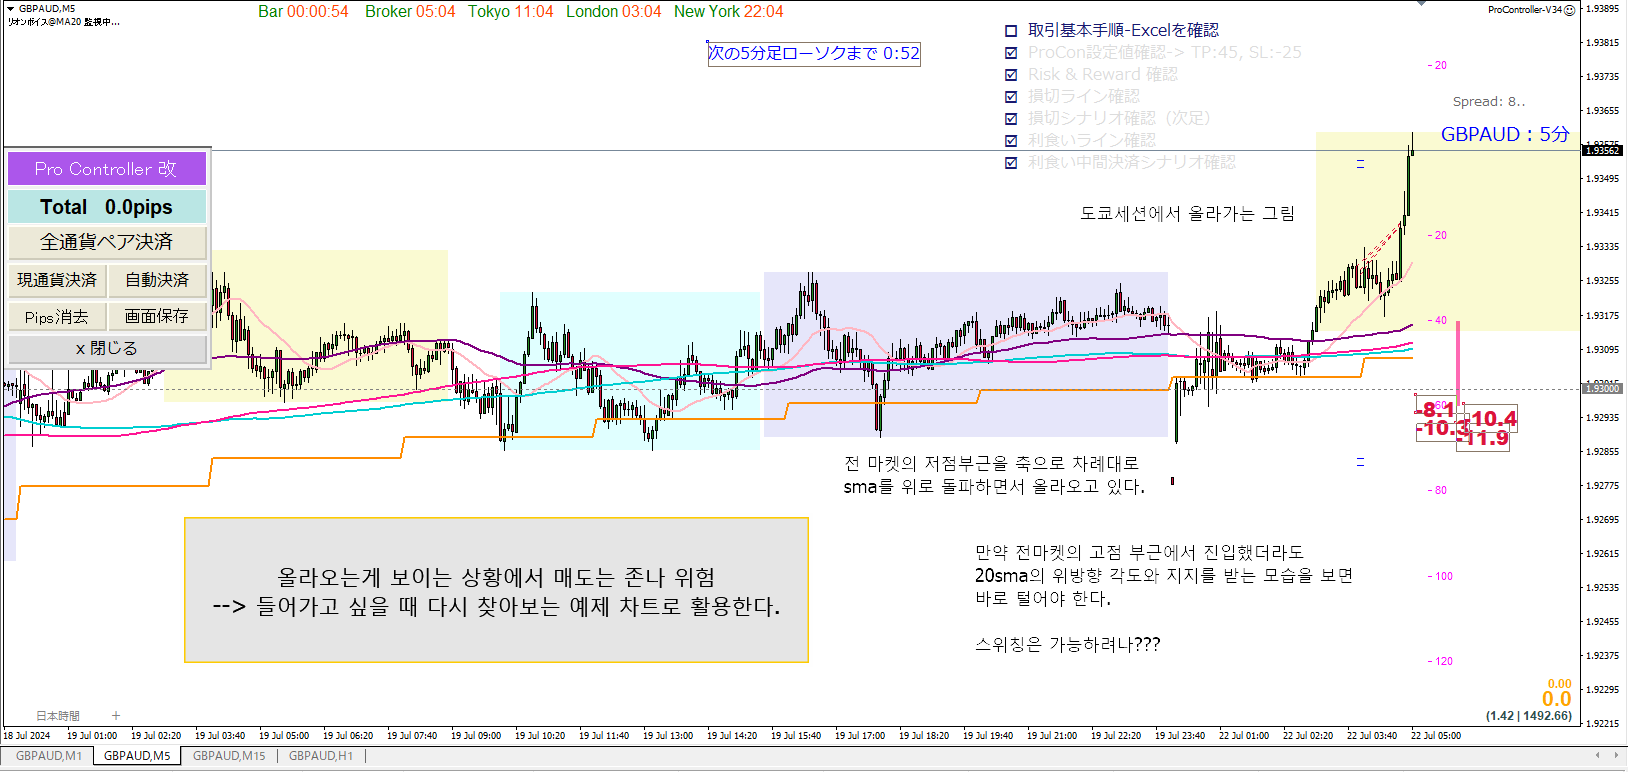 GBPAUD,M5
リオンボイス@MA20 監視中...
Bar 00:00:54 Broker 05:04 Tokyo 11:04 London 03:04 New York 22:04
ProController-V34
次の5分足ローソクまで 0:52
取引基本手順-Excelを確認
ProCon設定値確認-> TP:45, SL:-25
Risk & Reward 確認
損切ライン確認
損切シナリオ確認（次足）
利食いライン確認
利食い中間決済シナリオ確認
Spread: 8..
GBPAUD : 5分
Pro Controller 改
Total 0.0pips
全通貨ペア決済
現通貨決済 自動決済
Pips消去 画面保存
x 閉じる
도쿄세션에서 올라가는 그림
전 마켓의 저점부근을 축으로 차례대로
sma를 위로 돌파하면서 올라오고 있다.
올라오는게 보이는 상황에서 매도는 존나 위험
--> 들어가고 싶을 때 다시 찾아보는 예제 차트로 활용한다.
만약 전마켓의 고점 부근에서 진입했더라도
20sma의 위방향 각도와 지지를 받는 모습을 보면
바로 털어야 한다.
스위칭은 가능하려나???
- 20
- 20
- 40
- 80
- 100
- 120
-8.1
-10.4
-11.9
0.00
0.0
(1.42 | 1492.66)
1.93895
1.93815
1.93735
1.93655
1.93562
1.93495
1.93415
1.93335
1.93255
1.93175
1.93095
1.93000
1.92935
1.92855
1.92775
1.92695
1.92615
1.92535
1.92455
1.92375
1.92295
1.92215
日本時間 +
18 Jul 2024 19 Jul 01:00 19 Jul 02:20 19 Jul 03:40 19 Jul 05:00 19 Jul 06:20 19 Jul 07:40 19 Jul 09:00 19 Jul 10:20 19 Jul 11:40 19 Jul 13:00 19 Jul 14:20 19 Jul 15:40 19 Jul 17:00 19 Jul 18:20 19 Jul 19:40 19 Jul 21:00 19 Jul 22:20 19 Jul 23:40 22 Jul 01:00 22 Jul 02:20 22 Jul 03:40 22 Jul 05:00
GBPAUD,M1 GBPAUD,M5 GBPAUD,M15 GBPAUD,H1